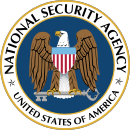 NATIONAL SECURITY AGENCY
UNITED STATES OF AMERICA